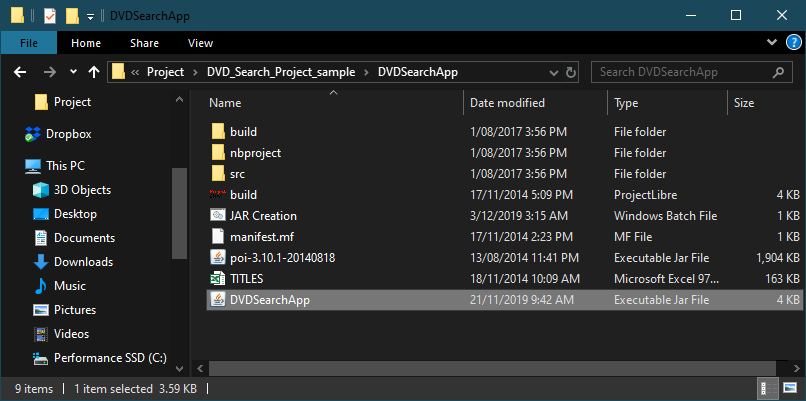 DVDSearchApp
File Home Share View
« Project > DVD_Search_Project_sample > DVDSearchApp Search DVDSearchApp
Name Date modified Type Size
Project
Dropbox
This PC
3D Objects
Desktop
Documents
Downloads
Music
Pictures
Videos
Performance SSD (C:)
build 1/08/2017 3:56 PM File folder
nbproject 1/08/2017 3:56 PM File folder
src 1/08/2017 3:56 PM File folder
build 17/11/2014 5:09 PM ProjectLibre 4 KB
JAR Creation 3/12/2019 3:15 AM Windows Batch File 1 KB
manifest.mf 17/11/2014 2:23 PM MF File 1 KB
poi-3.10.1-20140818 13/08/2014 11:41 PM Executable Jar File 1,904 KB
TITLES 18/11/2014 10:09 AM Microsoft Excel 97... 163 KB
DVDSearchApp 21/11/2019 9:42 AM Executable Jar File 4 KB
9 items 1 item selected 3.59 KB